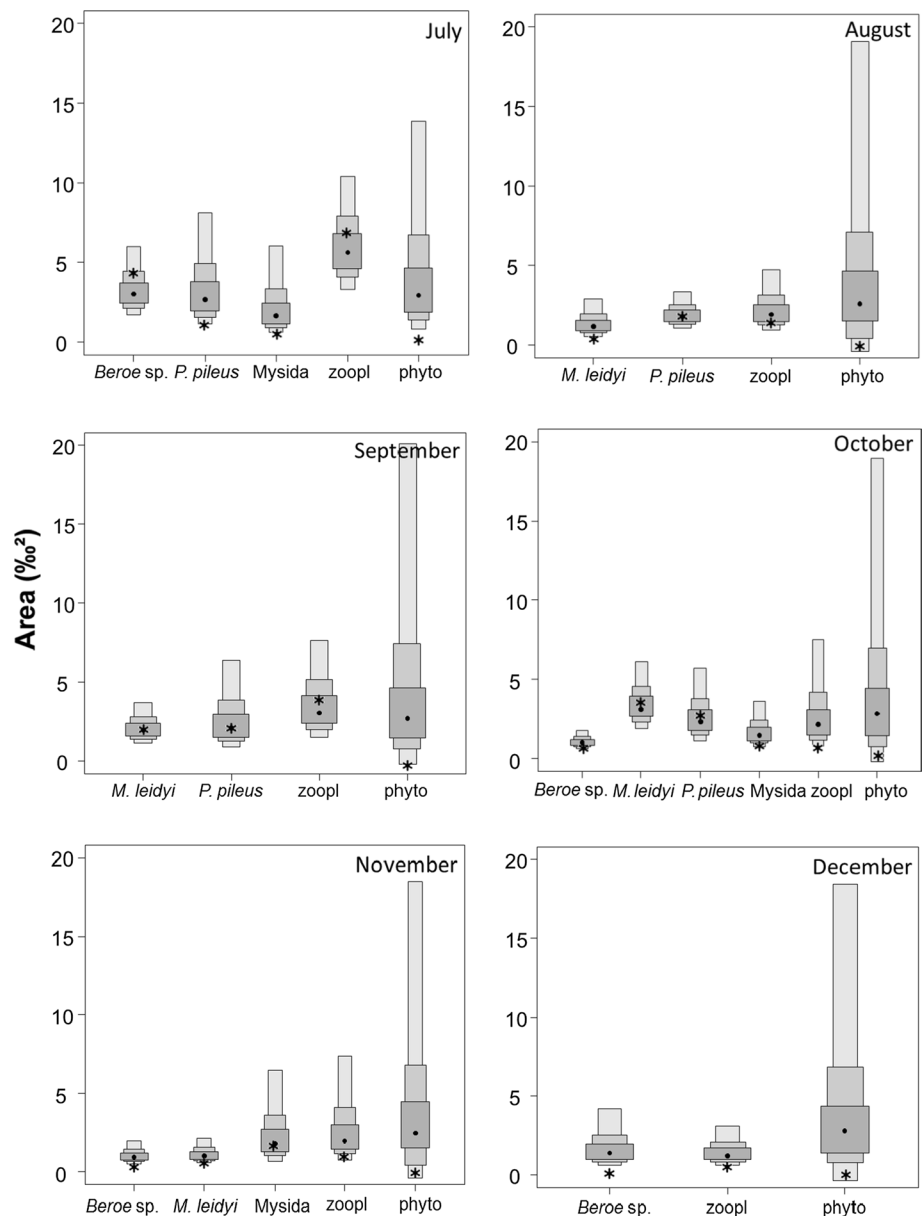 July
20
15
10
5
0
Beroe sp. P. pileus Mysida zoopl phyto
August
20
15
10
5
0
M. leidyi P. pileus zoopl phyto
Area (‰²)
September
20
15
10
5
0
M. leidyi P. pileus zoopl phyto
October
20
15
10
5
0
Beroe sp. M. leidyi P. pileus Mysida zoopl phyto
November
20
15
10
5
0
Beroe sp. M. leidyi Mysida zoopl phyto
December
20
15
10
5
0
Beroe sp. zoopl phyto